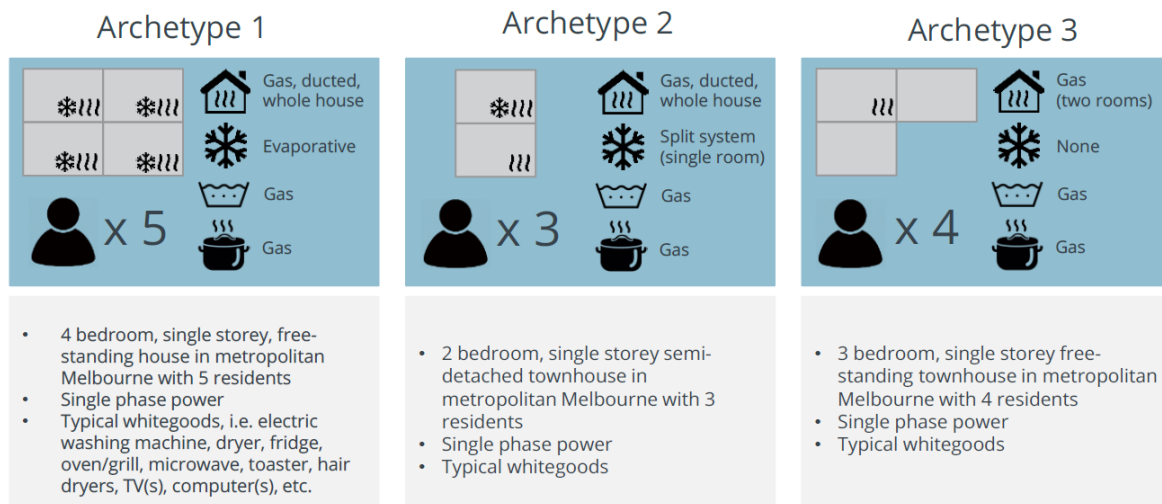 Archetype 1
Gas, ducted,
whole house
Evaporative
Gas
Gas
x 5
• 4 bedroom, single storey, free-
standing house in metropolitan
Melbourne with 5 residents
• Single phase power
• Typical whitegoods, i.e. electric
washing machine, dryer, fridge,
oven/grill, microwave, toaster, hair
dryers, TV(s), computer(s), etc.
Archetype 2
Gas, ducted,
whole house
Split system
(single room)
Gas
Gas
x 3
• 2 bedroom, single storey semi-
detached townhouse in
metropolitan Melbourne with 3
residents
• Single phase power
• Typical whitegoods
Archetype 3
Gas
(two rooms)
None
Gas
Gas
x 4
• 3 bedroom, single storey free-
standing townhouse in metropolitan
Melbourne with 4 residents
• Single phase power
• Typical whitegoods